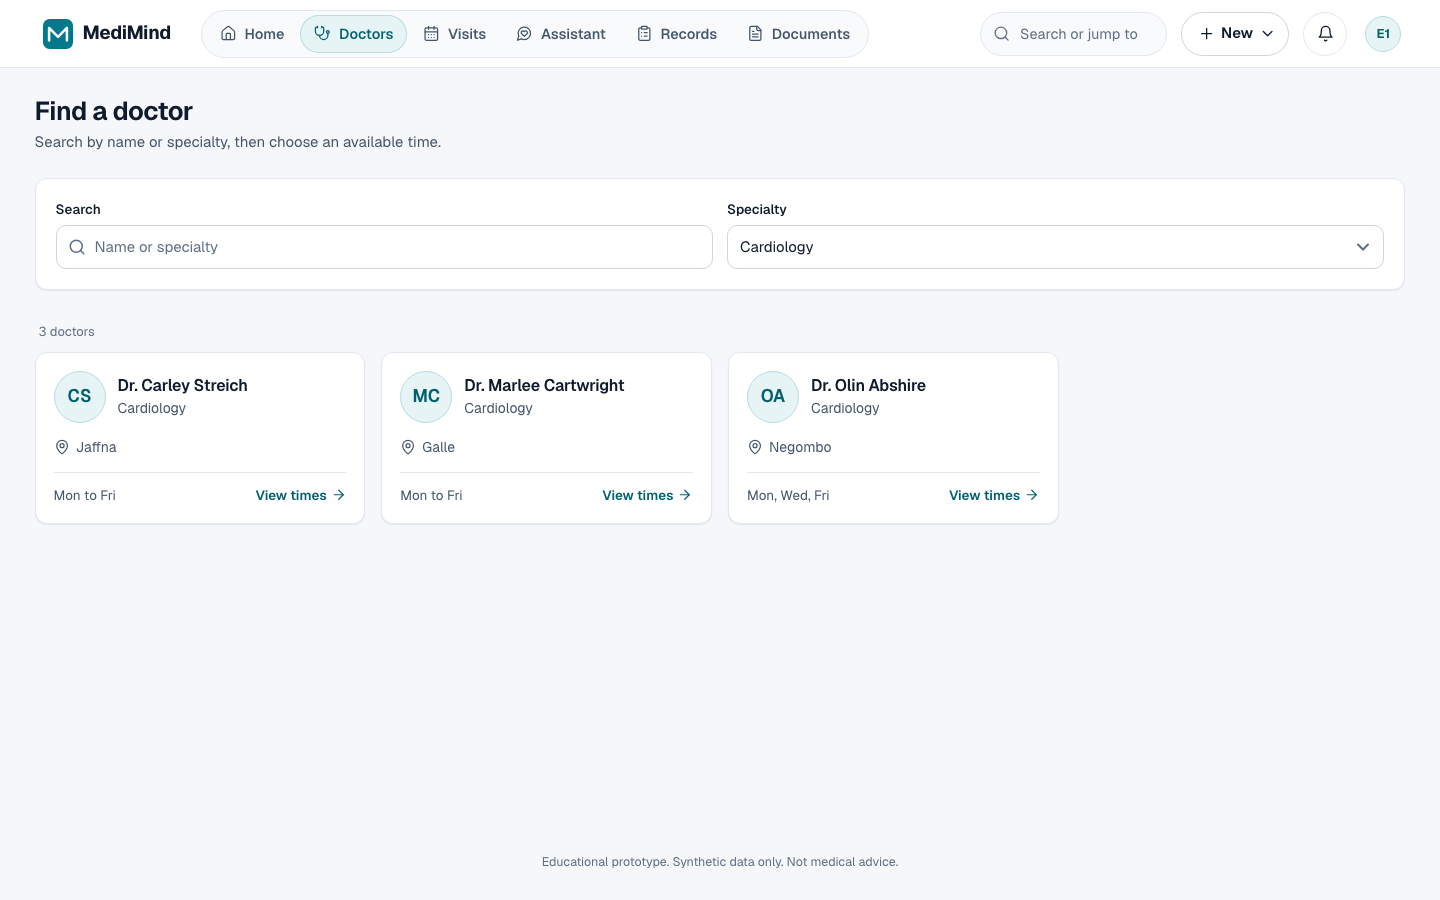 MediMind
Home
Doctors
Visits
Assistant
Records
Documents
Search or jump to
New
E1
Find a doctor
Search by name or specialty, then choose an available time.
Search
Specialty
Name or specialty
Cardiology
3 doctors
CS
Dr. Carley Streich
Cardiology
Jaffna
Mon to Fri
View times
MC
Dr. Marlee Cartwright
Cardiology
Galle
Mon to Fri
View times
OA
Dr. Olin Abshire
Cardiology
Negombo
Mon, Wed, Fri
View times
Educational prototype. Synthetic data only. Not medical advice.